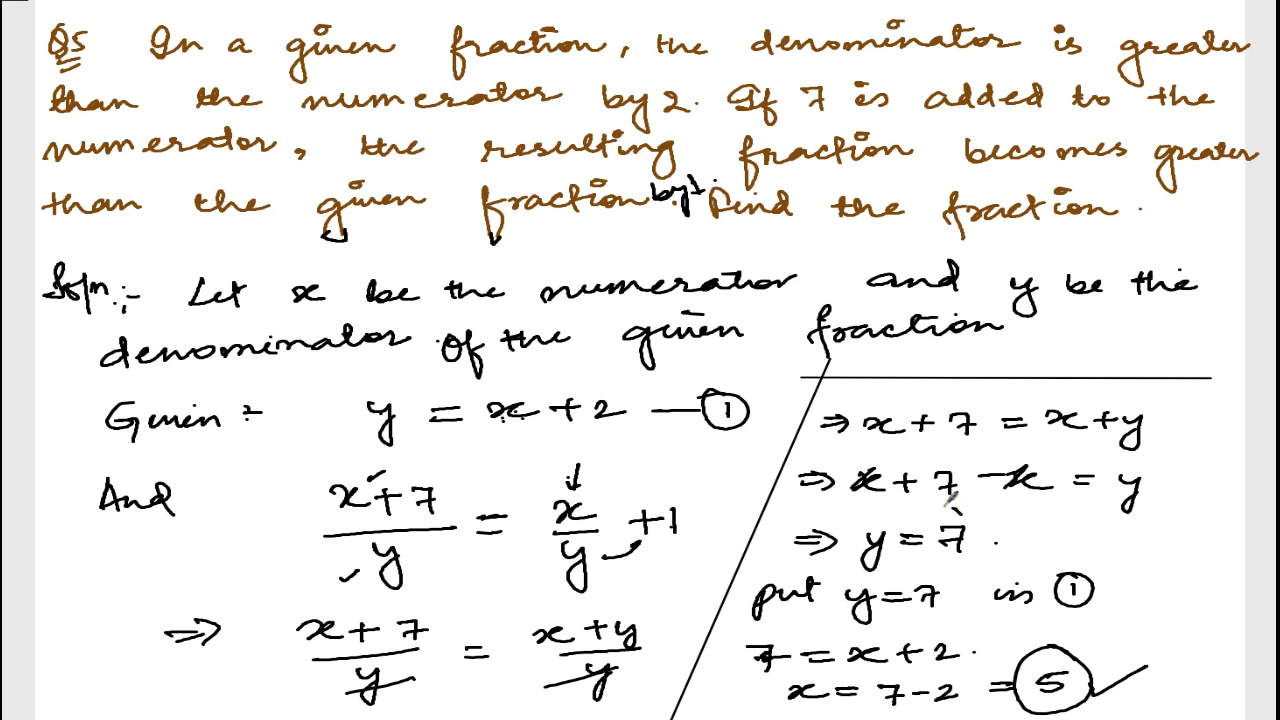 Q5 In a given fraction, the denominator is greater
than the numerator by 2. If 7 is added to the
numerator, the resulting fraction becomes greater
than the given fraction by 1. Find the fraction.
Soln:- Let x be the numerator and y be the
denominator of the given fraction
Given :- y = x + 2 — ①
And
x + 7 / y = x / y + 1
⇒ x + 7 / y = x + y / y
⇒ x + 7 = x + y
⇒ x + 7 - x = y
⇒ y = 7.
put y = 7 in ①
7 = x + 2.
x = 7 - 2 = 5 ✓